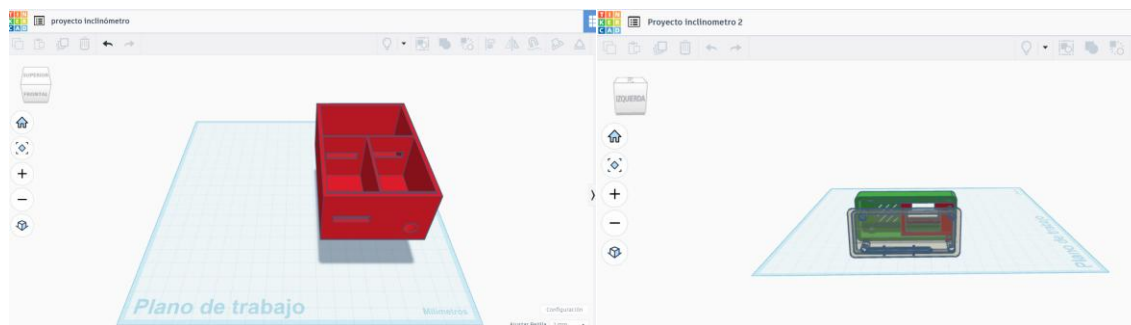 TIN
KER
CAD
proyecto inclinómetro
SUPERIOR
FRONTAL
Plano de trabajo
Milímetros
Configuración
TIN
KER
CAD
Proyecto Inclinometro 2
IZQUIERDA
Plano de trabajo